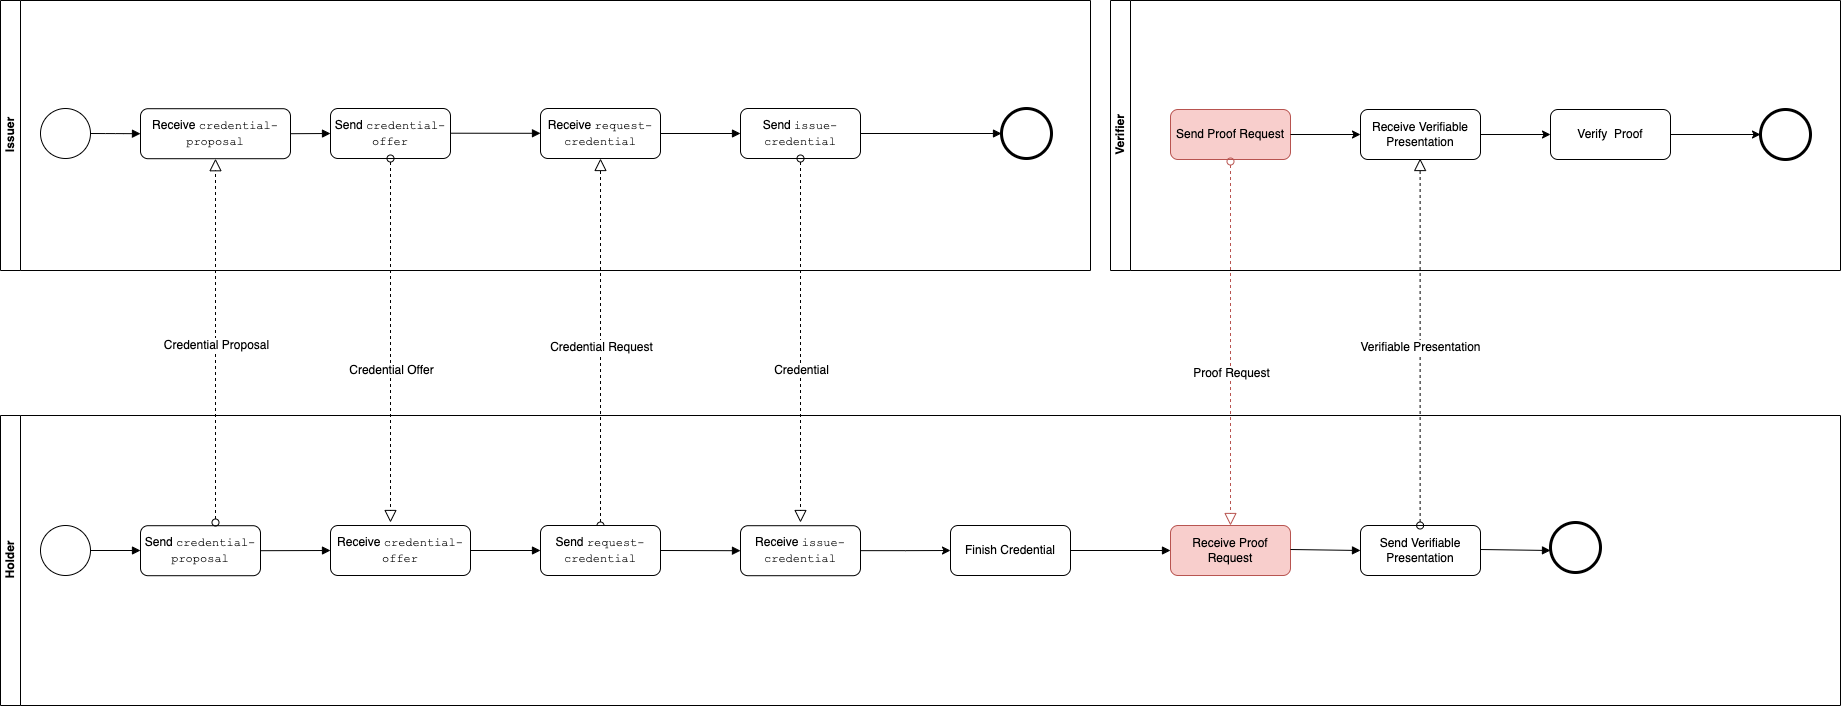 Issuer
Receive credential-
proposal
Send credential-
offer
Receive request-
credential
Send issue-
credential
Verifier
Send Proof Request
Receive Verifiable
Presentation
Verify Proof
Credential Proposal
Credential Offer
Credential Request
Credential
Proof Request
Verifiable Presentation
Holder
Send credential-
proposal
Receive credential-
offer
Send request-
credential
Receive issue-
credential
Finish Credential
Receive Proof
Request
Send Verifiable
Presentation